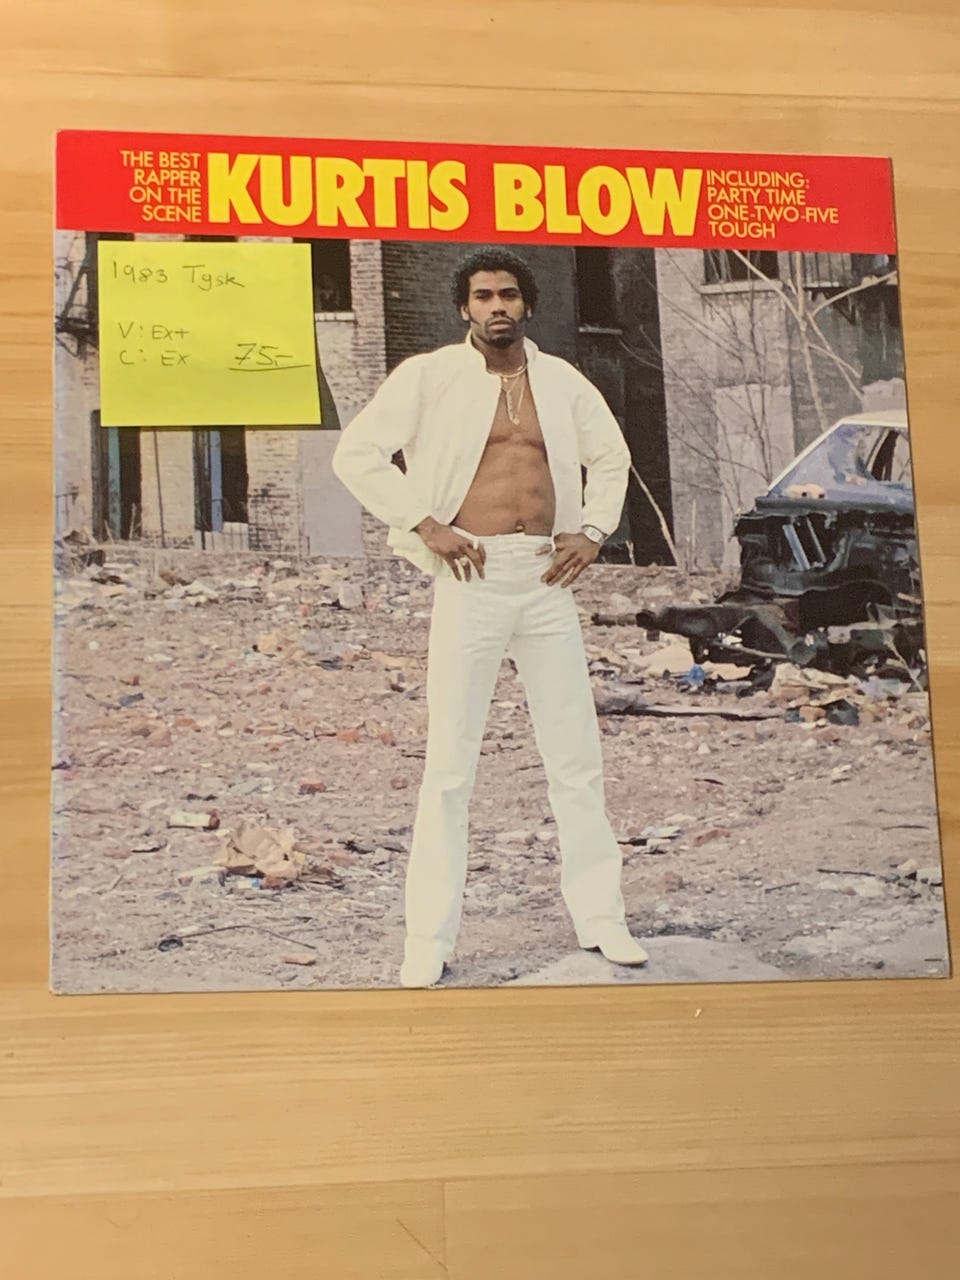 THE BEST
RAPPER
ON THE
SCENE
KURTIS BLOW
INCLUDING:
PARTY TIME
ONE-TWO-FIVE
TOUGH
1983 Tysk
V: EX+
C: EX 75,-